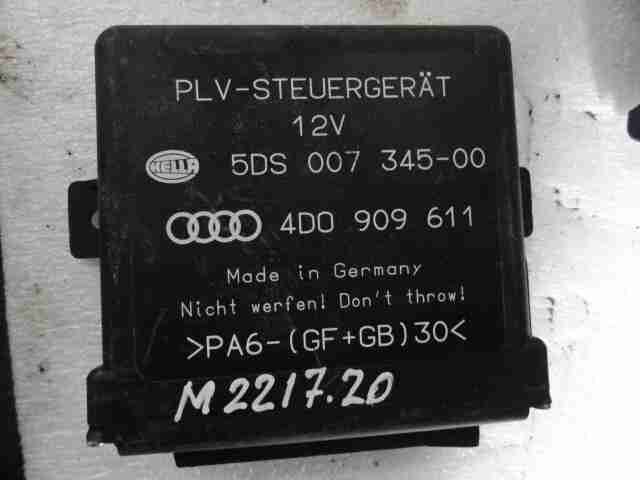 PLV-STEUERGERÄT
12V
HELLA 5DS 007 345-00
4D0 909 611
Made in Germany
Nicht werfen! Don't throw!
>PA6-(GF+GB)30<
M2217.20